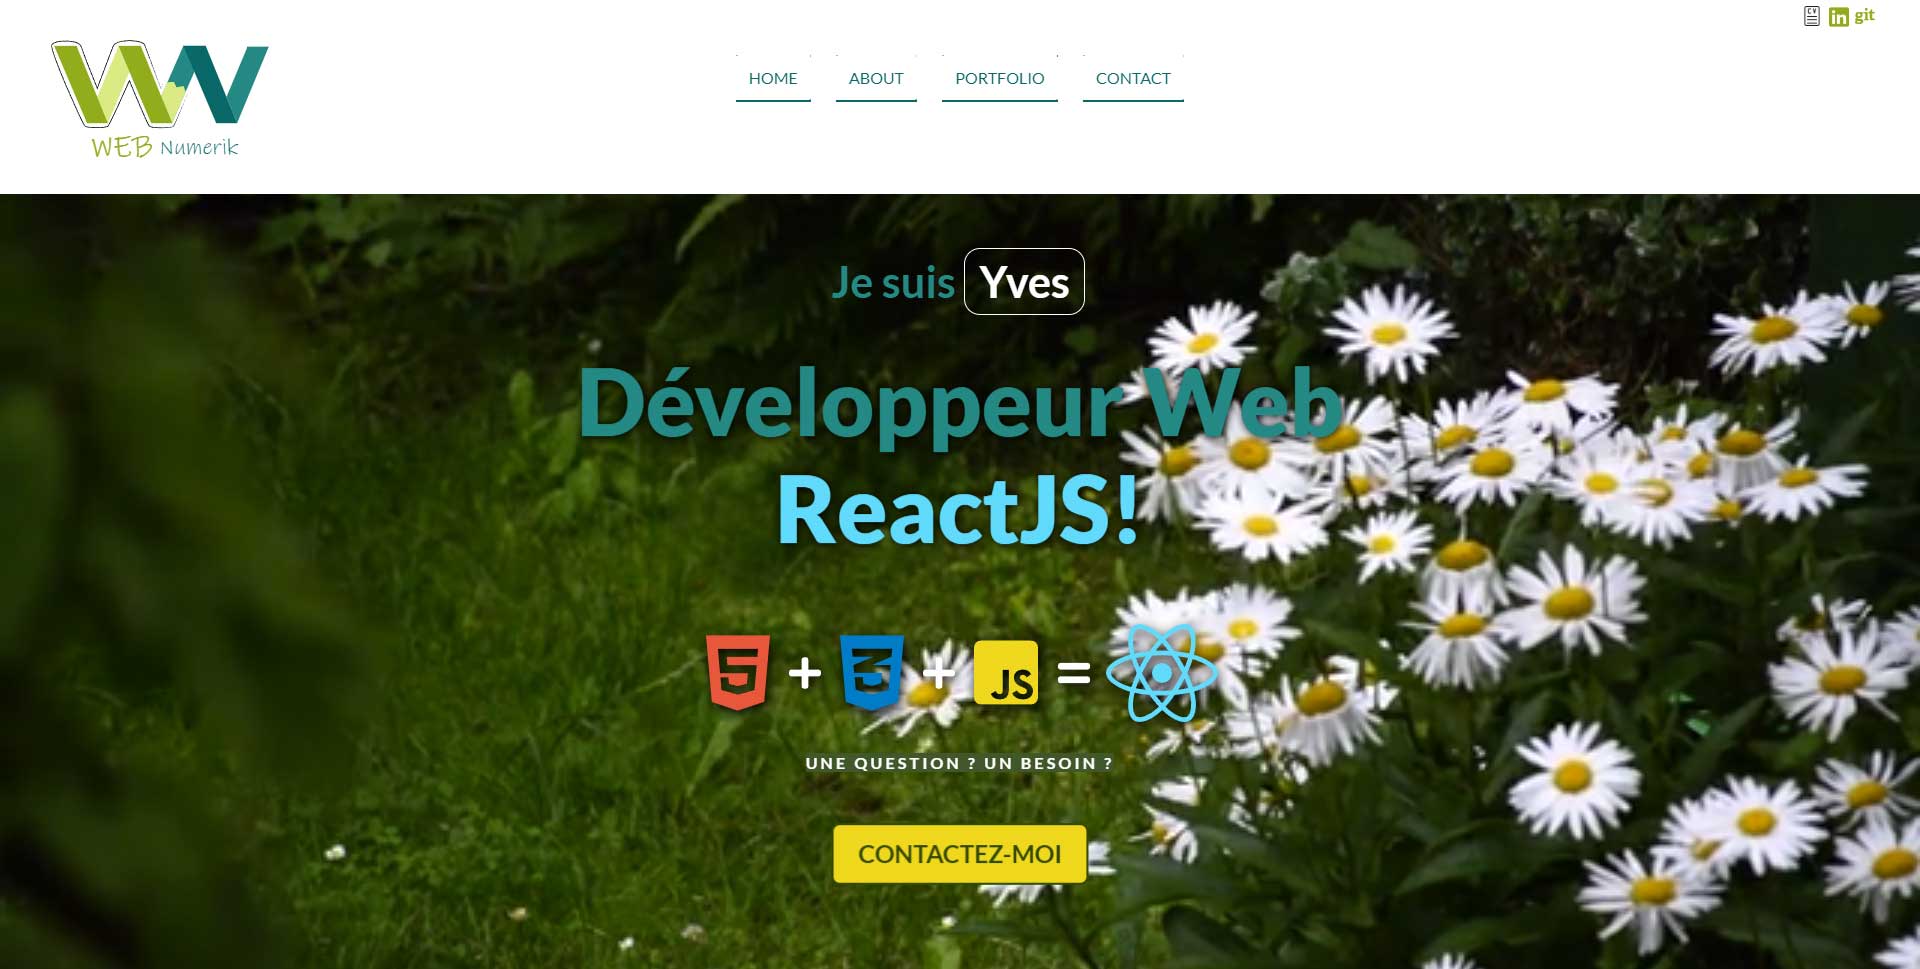 CV in git
WEB Numerik
HOME ABOUT PORTFOLIO CONTACT
Je suis Yves
Développeur Web
ReactJS!
5 + 3 + JS =
UNE QUESTION ? UN BESOIN ?
CONTACTEZ-MOI